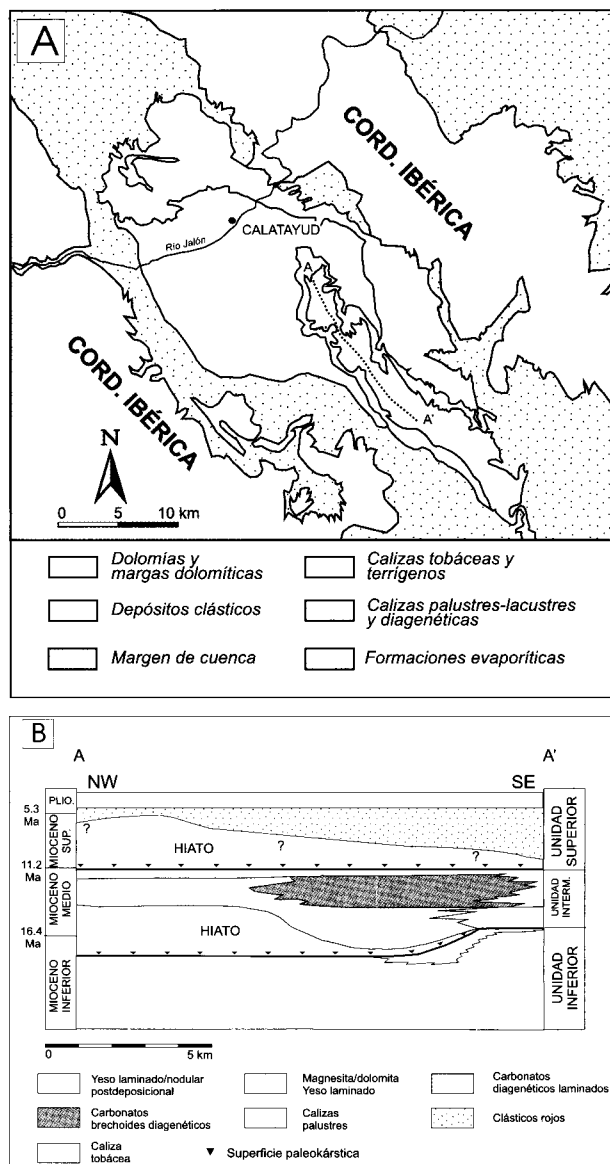 A
CORD. IBÉRICA
CALATAYUD
Río Jalón
A
A'
CORD. IBÉRICA
N
0 5 10 km
Dolomías y
margas dolomíticas
Calizas tobáceas y
terrígenos
Depósitos clásticos
Calizas palustres-lacustres
y diagenéticas
Margen de cuenca
Formaciones evaporíticas
B
A A'
NW SE
PLIO.
5.3
Ma
MIOCENO
SUP.
?
HIATO
?
?
UNIDAD
SUPERIOR
11.2
Ma
MIOCENO
MEDIO
UNIDAD
INTERM.
16.4
Ma
HIATO
MIOCENO
INFERIOR
UNIDAD
INFERIOR
0 5 km
Yeso laminado/nodular
postdeposicional
Magnesita/dolomita
Yeso laminado
Carbonatos
diagenéticos laminados
Carbonatos
brechoides diagenéticos
Calizas
palustres
Clásticos rojos
Caliza
tobácea
Superficie paleokárstica